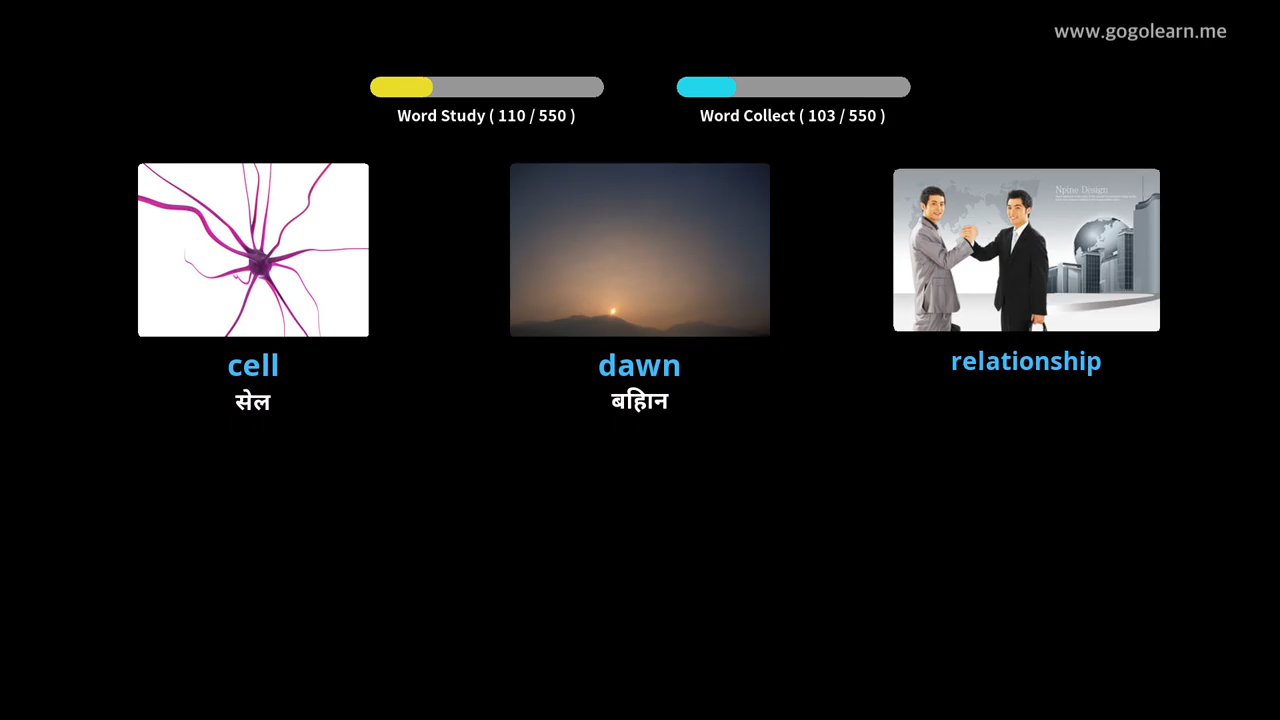 www.gogolearn.me
Word Study ( 110 / 550 )
Word Collect ( 103 / 550 )
Npine Design
cell
dawn
relationship
सेल
बिहान